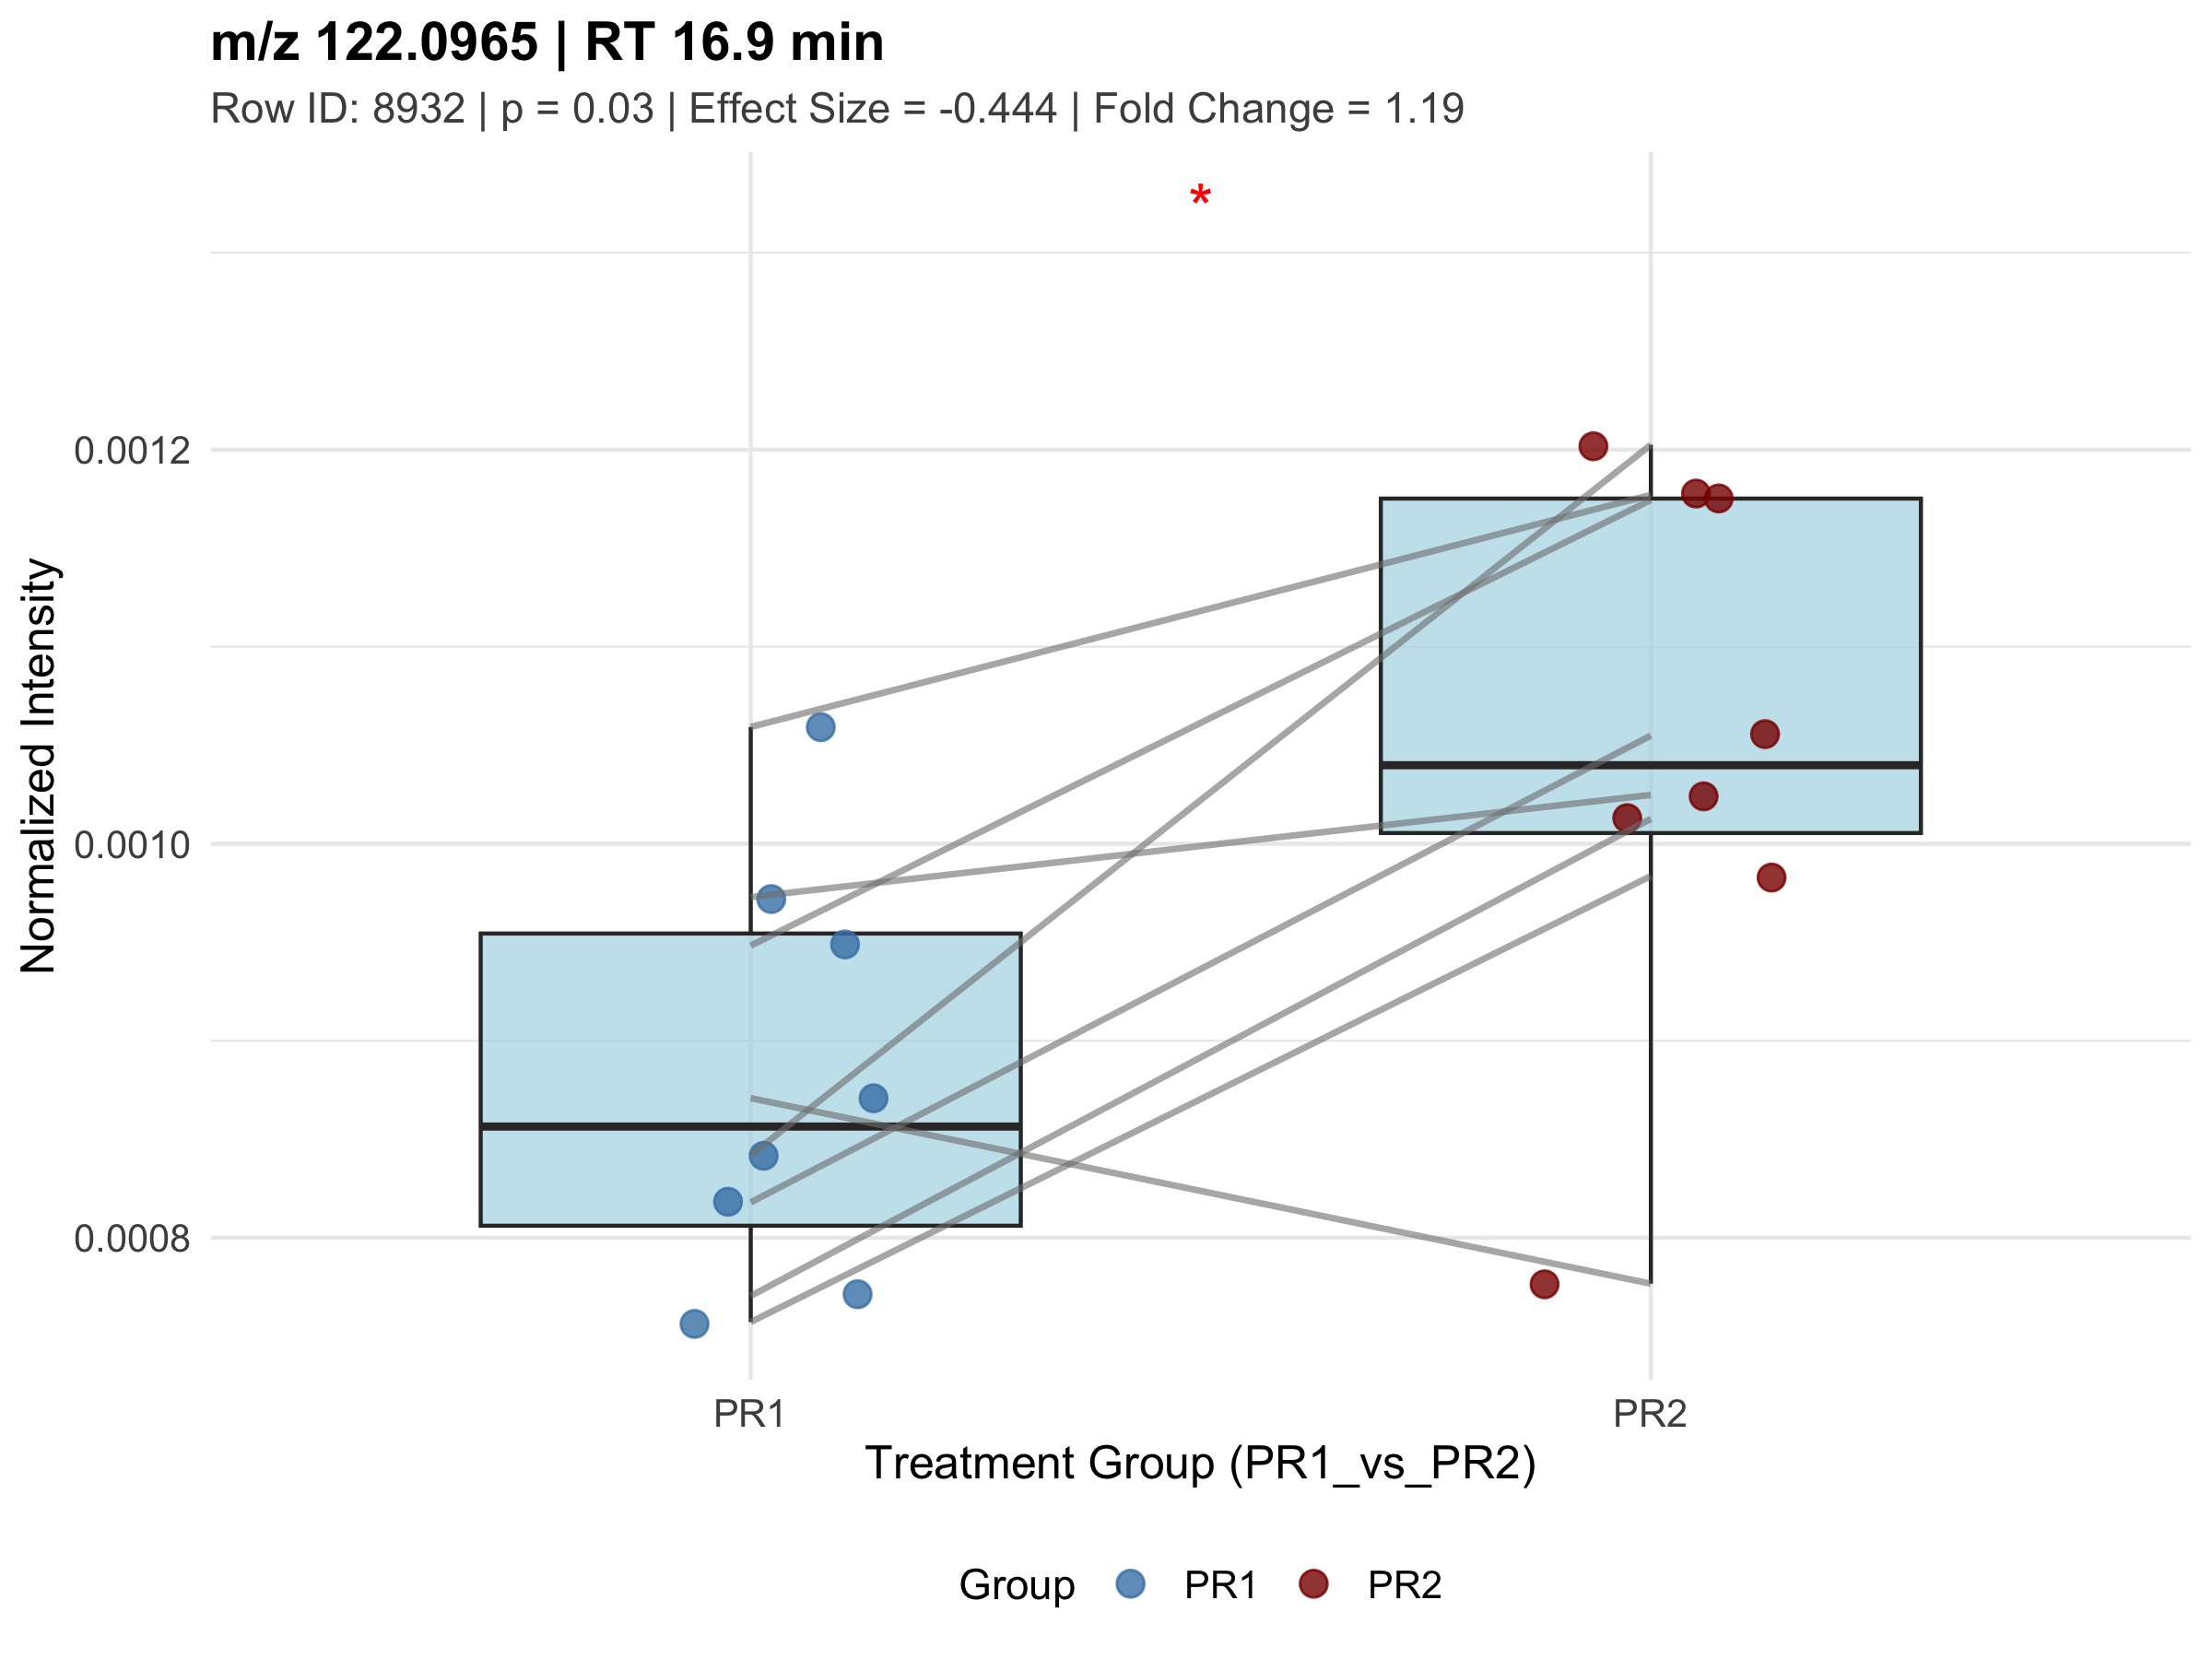 m/z 122.0965 | RT 16.9 min
Row ID: 8932 | p = 0.03 | Effect Size = -0.444 | Fold Change = 1.19
*
Normalized Intensity
0.0012
0.0010
0.0008
PR1
PR2
Treatment Group (PR1_vs_PR2)
Group PR1 PR2